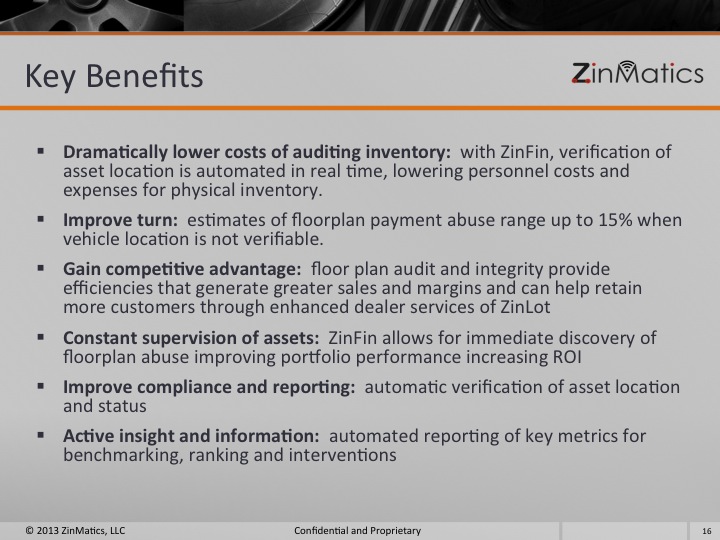 Key Benefits
ZinMatics
▪ Dramatically lower costs of auditing inventory: with ZinFin, verification of
asset location is automated in real time, lowering personnel costs and
expenses for physical inventory.
▪ Improve turn: estimates of floorplan payment abuse range up to 15% when
vehicle location is not verifiable.
▪ Gain competitive advantage: floor plan audit and integrity provide
efficiencies that generate greater sales and margins and can help retain
more customers through enhanced dealer services of ZinLot
▪ Constant supervision of assets: ZinFin allows for immediate discovery of
floorplan abuse improving portfolio performance increasing ROI
▪ Improve compliance and reporting: automatic verification of asset location
and status
▪ Active insight and information: automated reporting of key metrics for
benchmarking, ranking and interventions
© 2013 ZinMatics, LLC
Confidential and Proprietary
16